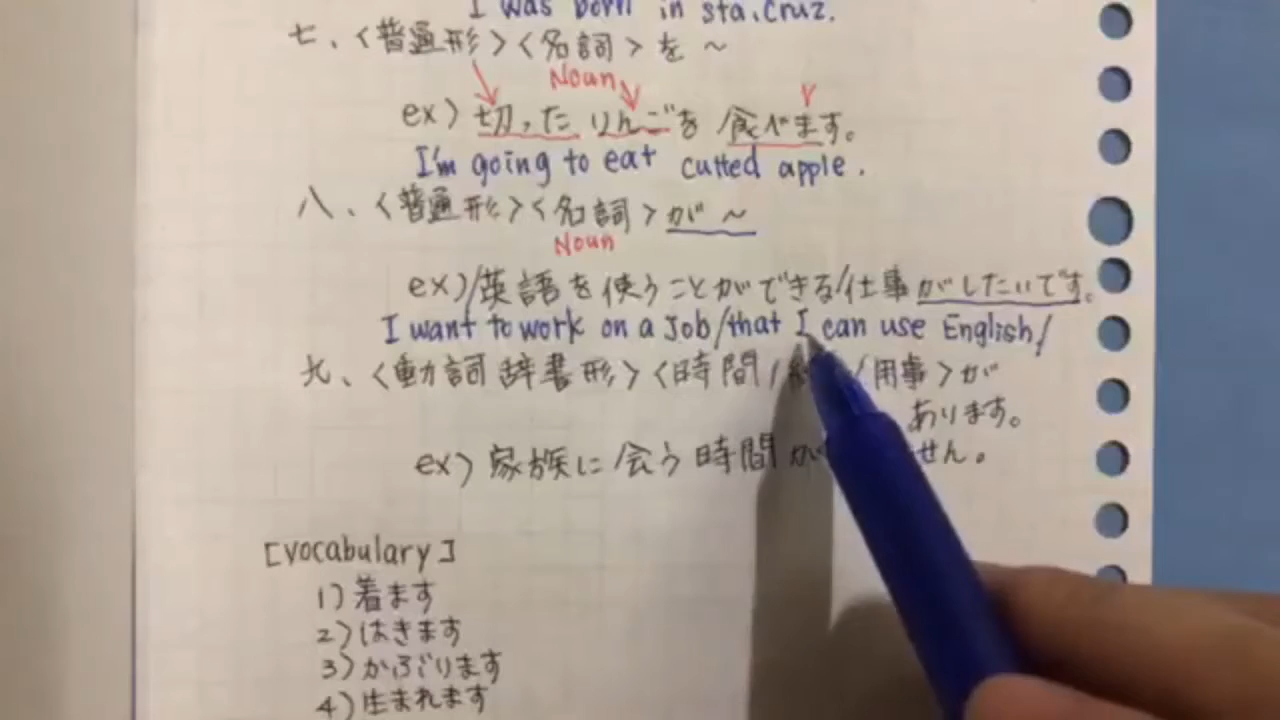 I was born in sta.cruz.
七、<普通形><名詞>を～
Noun
V
ex) 切ったりんごを食べます。
I'm going to eat cutted apple.
八、<普通形><名詞>が～
Noun
ex)/英語を使うことができる/仕事がしたいです。
I want to work on a Job/that I can use English/
九、<動詞辞書形><時間/ /用事>が
あります。
ex) 家族に会う時間が せん。
[vocabulary]
1)着ます
2)はきます
3)かぶります
4)生まれます